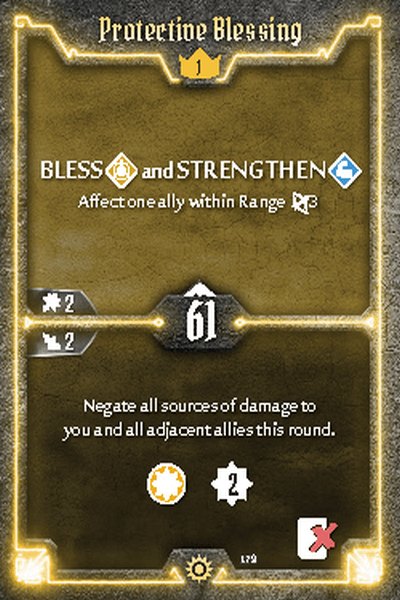 Protective Blessing
1
BLESS and STRENGTHEN
Affect one ally within Range 3
2
61
2
Negate all sources of damage to
you and all adjacent allies this round.
2